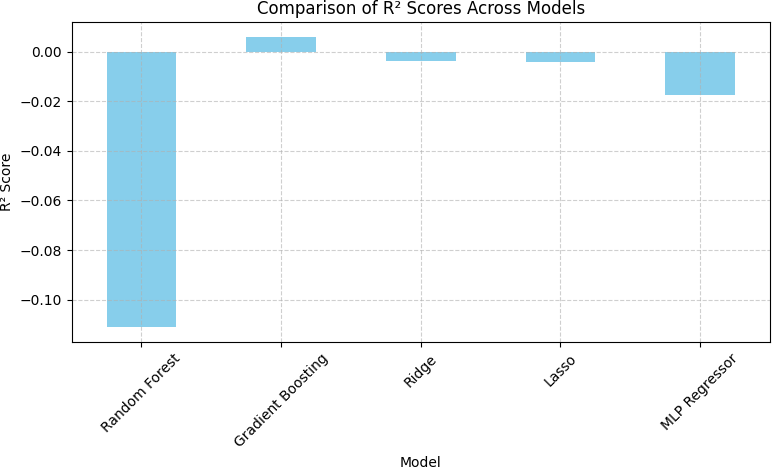 Comparison of R² Scores Across Models
R² Score
0.00
−0.02
−0.04
−0.06
−0.08
−0.10
Random Forest
Gradient Boosting
Ridge
Lasso
MLP Regressor
Model